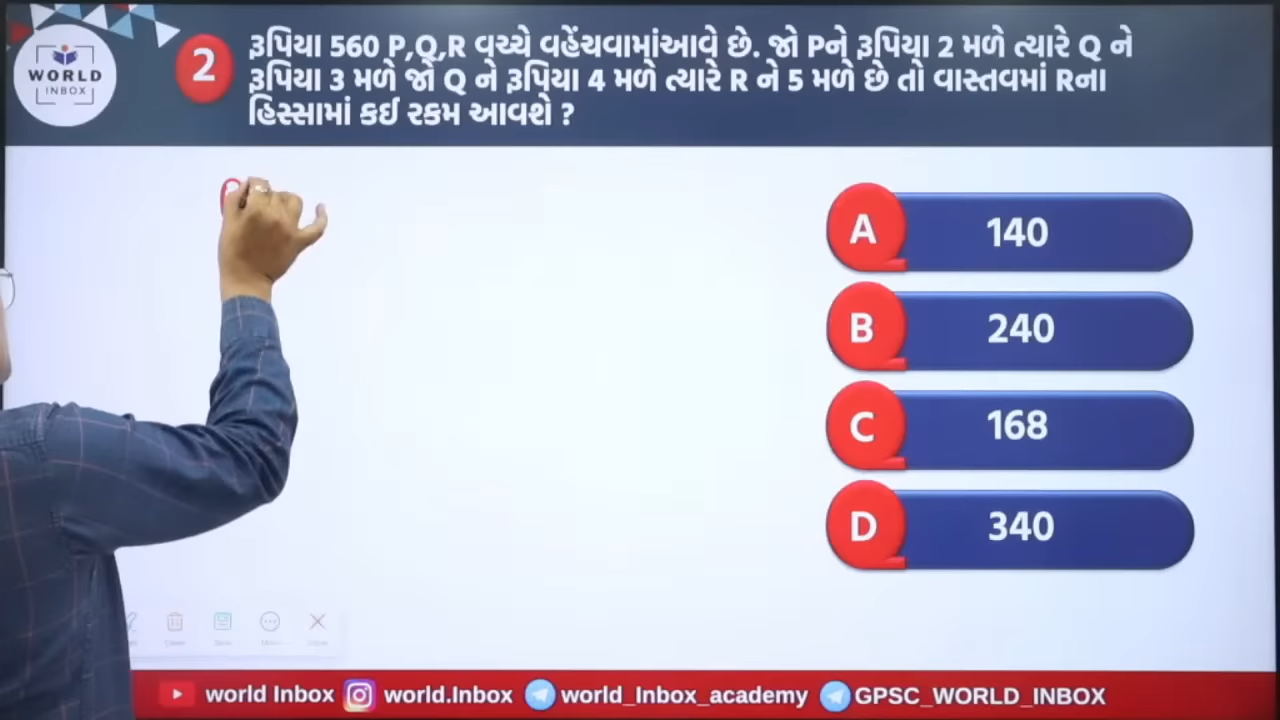 WORLD
INBOX
2
રૂપિયા 560 P,Q,R વચ્ચે વહેંચવામાંઆવે છે. જો Pને રૂપિયા 2 મળે ત્યારે Q ને
રૂપિયા 3 મળે જો Q ને રૂપિયા 4 મળે ત્યારે R ને 5 મળે છે તો વાસ્તવમાં Rના
હિસ્સામાં કઈ રકમ આવશે ?
A 140
B 240
C 168
D 340
world Inbox world.Inbox world_Inbox_academy GPSC_WORLD_INBOX